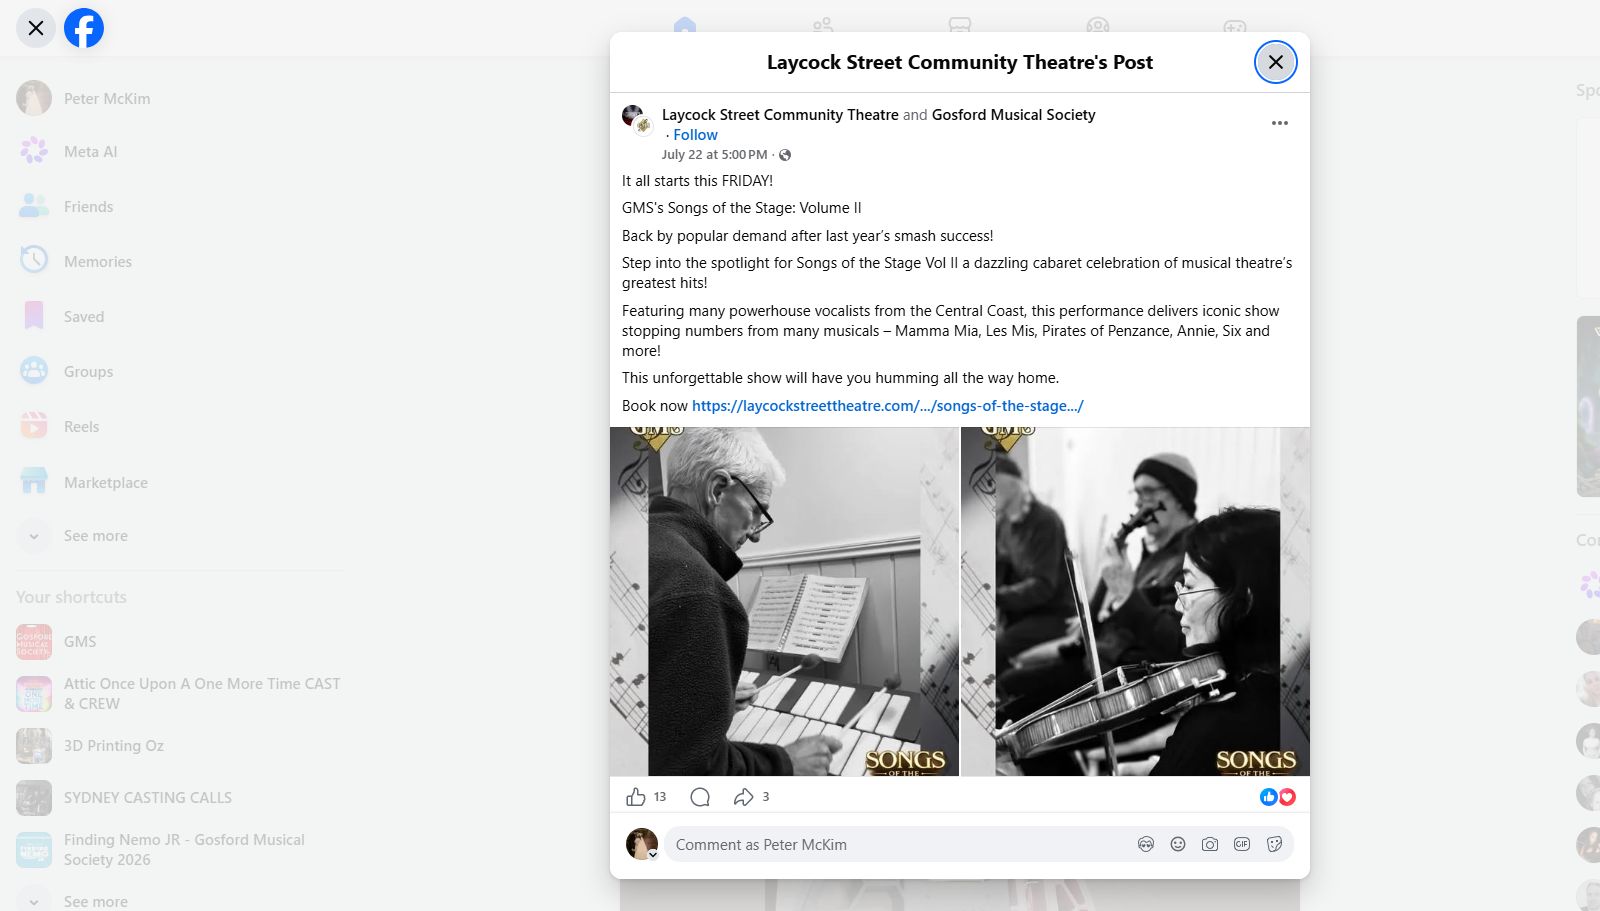 Laycock Street Community Theatre's Post
Laycock Street Community Theatre and Gosford Musical Society
· Follow
July 22 at 5:00 PM ·
It all starts this FRIDAY!
GMS's Songs of the Stage: Volume II
Back by popular demand after last year’s smash success!
Step into the spotlight for Songs of the Stage Vol II a dazzling cabaret celebration of musical theatre’s
greatest hits!
Featuring many powerhouse vocalists from the Central Coast, this performance delivers iconic show
stopping numbers from many musicals – Mamma Mia, Les Mis, Pirates of Penzance, Annie, Six and
more!
This unforgettable show will have you humming all the way home.
Book now https://laycockstreettheatre.com/.../songs-of-the-stage.../
GMS
GMS
SONGS
OF THE
SONGS
OF THE
13
3
Comment as Peter McKim
GIF
Peter McKim
Meta AI
Friends
Memories
Saved
Groups
Reels
Marketplace
See more
Your shortcuts
GOSFORD
MUSICAL
SOCIETY
GMS
Attic Once Upon A One More Time CAST
& CREW
3D Printing Oz
SYDNEY CASTING CALLS
Finding Nemo JR - Gosford Musical
Society 2026
See more